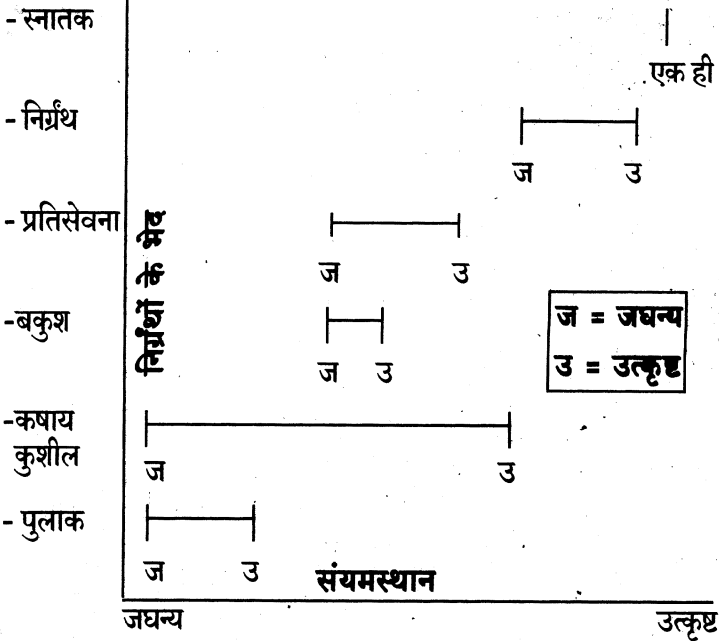 - स्नातक
एक ही
- निर्ग्रंथ
ज उ
- प्रतिसेवना
ज उ
निर्ग्रंथों के भेद
-बकुश
ज उ
ज = जघन्य
उ = उत्कृष्ट
-कषाय
कुशील
ज उ
- पुलाक
ज उ
संयमस्थान
जघन्य उत्कृष्ट